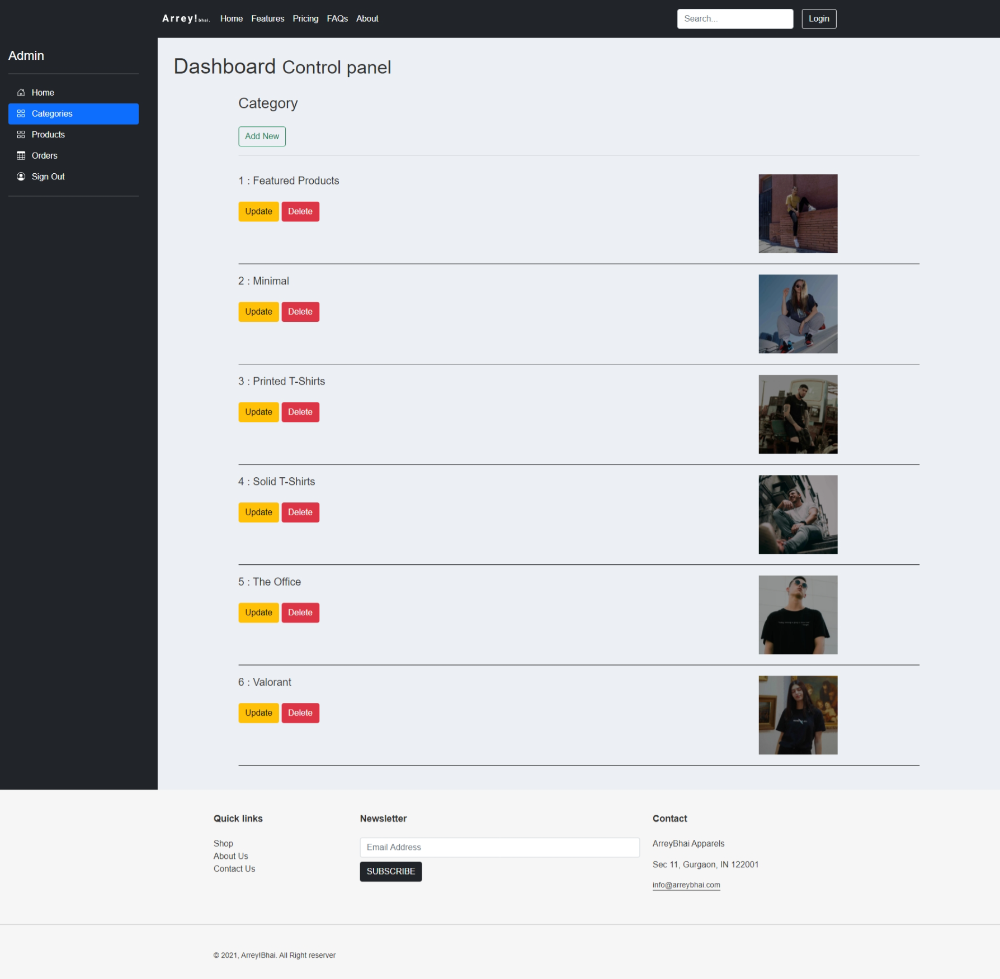 Arrey! bhai. Home Features Pricing FAQs About Search... Login
Admin
Home
Categories
Products
Orders
Sign Out
Dashboard Control panel
Category
Add New
1 : Featured Products
Update Delete
2 : Minimal
Update Delete
3 : Printed T-Shirts
Update Delete
4 : Solid T-Shirts
Update Delete
5 : The Office
Update Delete
6 : Valorant
Update Delete
Quick links
Shop
About Us
Contact Us
Newsletter
Email Address
SUBSCRIBE
Contact
ArreyBhai Apparels
Sec 11, Gurgaon, IN 122001
info@arreybhai.com
© 2021, Arrey!Bhai. All Right reserver